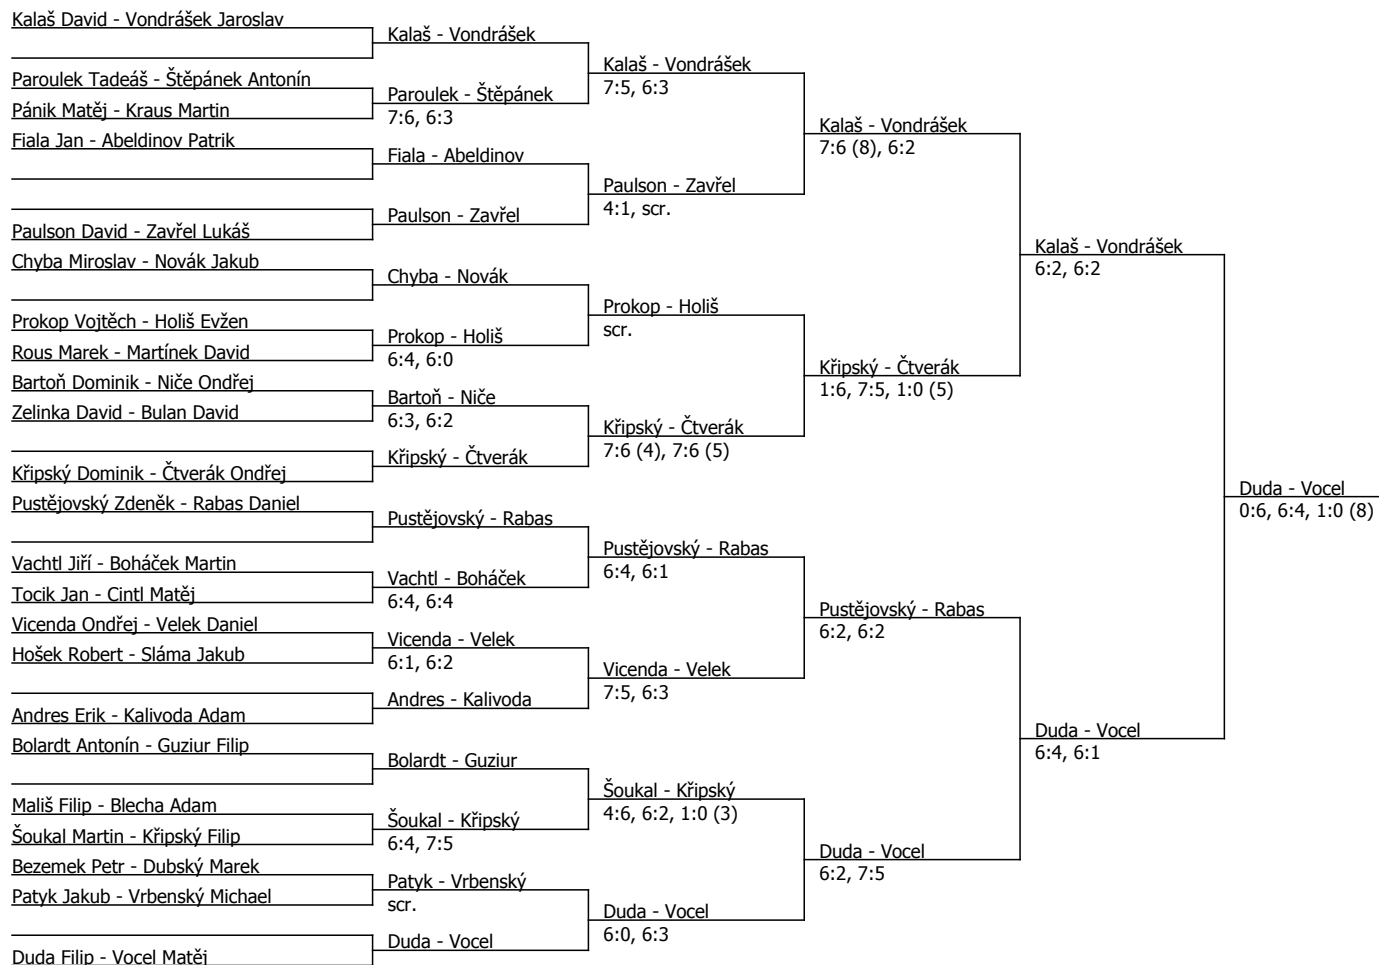 Kalaš David - Vondrášek Jaroslav
Paroulek Tadeáš - Štěpánek Antonín
Pánik Matěj - Kraus Martin
Fiala Jan - Abeldinov Patrik
Paulson David - Zavřel Lukáš
Chyba Miroslav - Novák Jakub
Prokop Vojtěch - Holiš Evžen
Rous Marek - Martínek David
Bartoň Dominik - Niče Ondřej
Zelinka David - Bulan David
Křipský Dominik - Čtverák Ondřej
Pustějovský Zdeněk - Rabas Daniel
Vachtl Jiří - Boháček Martin
Tocik Jan - Cintl Matěj
Vicenda Ondřej - Velek Daniel
Hošek Robert - Sláma Jakub
Andres Erik - Kalivoda Adam
Bolardt Antonín - Guziur Filip
Mališ Filip - Blecha Adam
Šoukal Martin - Křipský Filip
Bezemek Petr - Dubský Marek
Patyk Jakub - Vrbenský Michael
Duda Filip - Vocel Matěj
Kalaš - Vondrášek
Paroulek - Štěpánek
7:6, 6:3
Fiala - Abeldinov
Paulson - Zavřel
Chyba - Novák
Prokop - Holiš
6:4, 6:0
Bartoň - Niče
6:3, 6:2
Křipský - Čtverák
Pustějovský - Rabas
Vachtl - Boháček
6:4, 6:4
Vicenda - Velek
6:1, 6:2
Andres - Kalivoda
Bolardt - Guziur
Šoukal - Křipský
6:4, 7:5
Patyk - Vrbenský
scr.
Duda - Vocel
Kalaš - Vondrášek
7:5, 6:3
Paulson - Zavřel
4:1, scr.
Prokop - Holiš
scr.
Křipský - Čtverák
7:6 (4), 7:6 (5)
Pustějovský - Rabas
6:4, 6:1
Vicenda - Velek
7:5, 6:3
Šoukal - Křipský
4:6, 6:2, 1:0 (3)
Duda - Vocel
6:0, 6:3
Kalaš - Vondrášek
7:6 (8), 6:2
Křipský - Čtverák
1:6, 7:5, 1:0 (5)
Pustějovský - Rabas
6:2, 6:2
Duda - Vocel
6:2, 7:5
Kalaš - Vondrášek
6:2, 6:2
Duda - Vocel
6:4, 6:1
Duda - Vocel
0:6, 6:4, 1:0 (8)